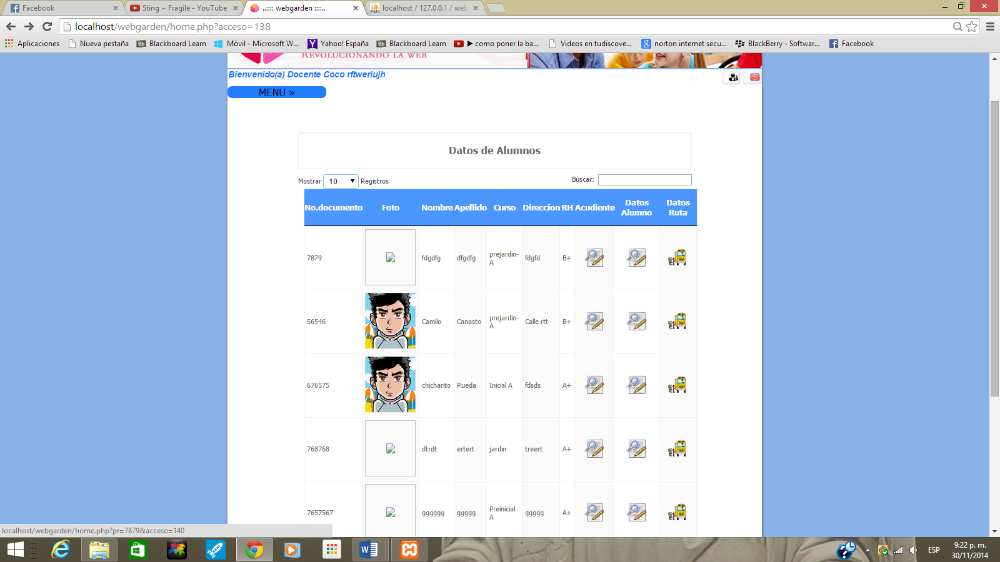 Facebook
Sting ~ Fragile - YouTube
..:::: webgarden ::::..
localhost / 127.0.0.1 / web
localhost/webgarden/home.php?acceso=138
Aplicaciones
Nueva pestaña
Blackboard Learn
Móvil - Microsoft W...
Yahoo! España
Blackboard Learn
como poner la ba...
Videos en tudiscove...
norton internet secu...
BlackBerry - Softwar...
Facebook
REVOLUCIONANDO LA WEB
Bienvenido(a) Docente Coco rftweriujh
MENU »
Datos de Alumnos
Mostrar 10 Registros
Buscar:
No.documento Foto Nombre Apellido Curso Direccion RH Acudiente Datos Alumno Datos Ruta
7879 fdgdfg dfgdfg prejardin-A fdgfd B+
56546 Camilo Canasto prejardin-A Calle rtt B+
676575 chicharito Rueda Inicial A fdsds A+
768768 dtrdt ertert jardin treert A+
7657567 gggggg ggggg Preinicial A ggggg A+
localhost/webgarden/home.php?pr=7879&acceso=140
ESP
9:22 p. m.
30/11/2014